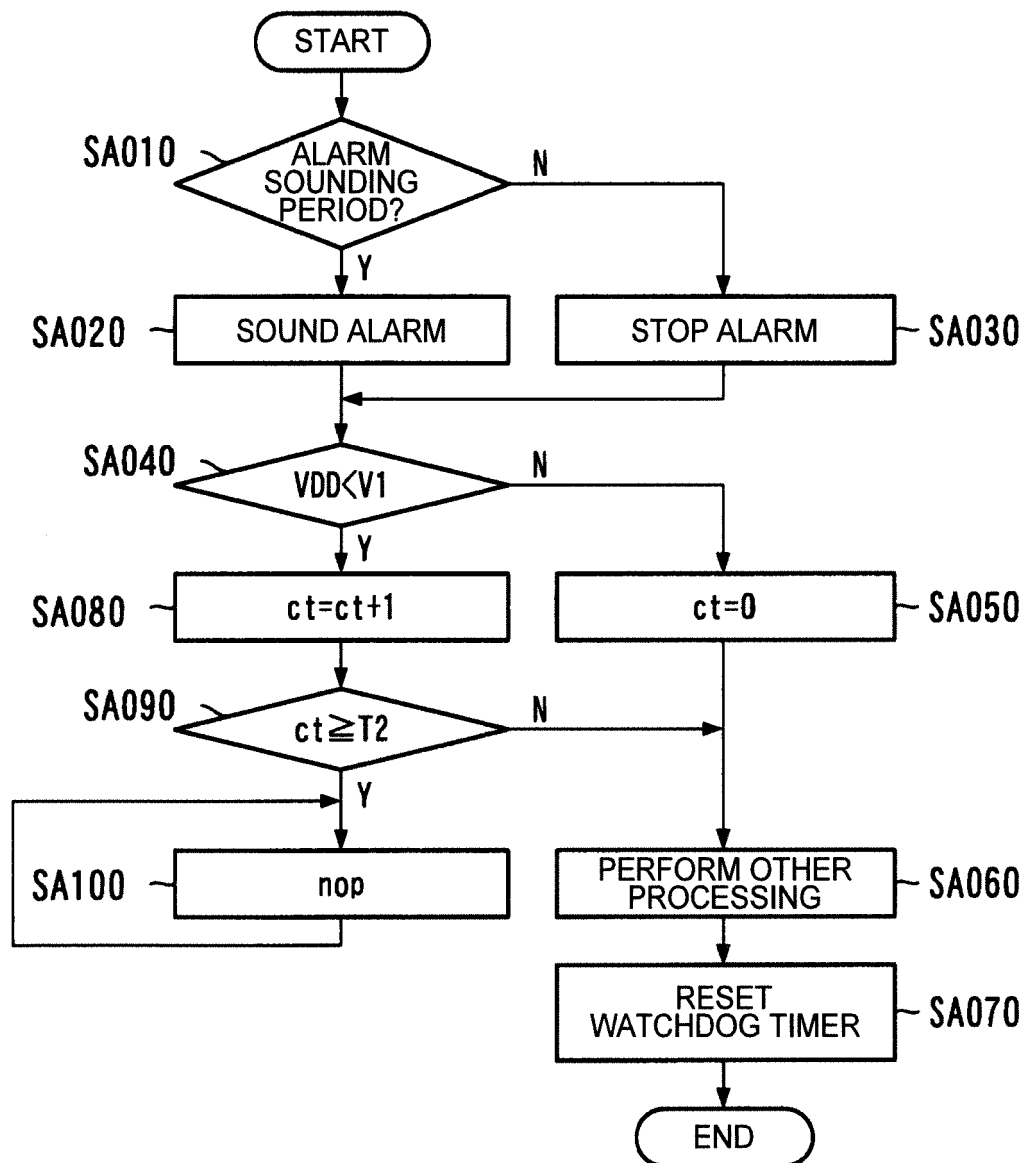 START
SA010
ALARM
SOUNDING
PERIOD?
N
Y
SA020
SOUND ALARM
STOP ALARM
SA030
SA040
VDD<V1
N
Y
SA080
ct=ct+1
ct=0
SA050
SA090
ct≧T2
N
Y
SA100
nop
PERFORM OTHER
PROCESSING
SA060
RESET
WATCHDOG TIMER
SA070
END